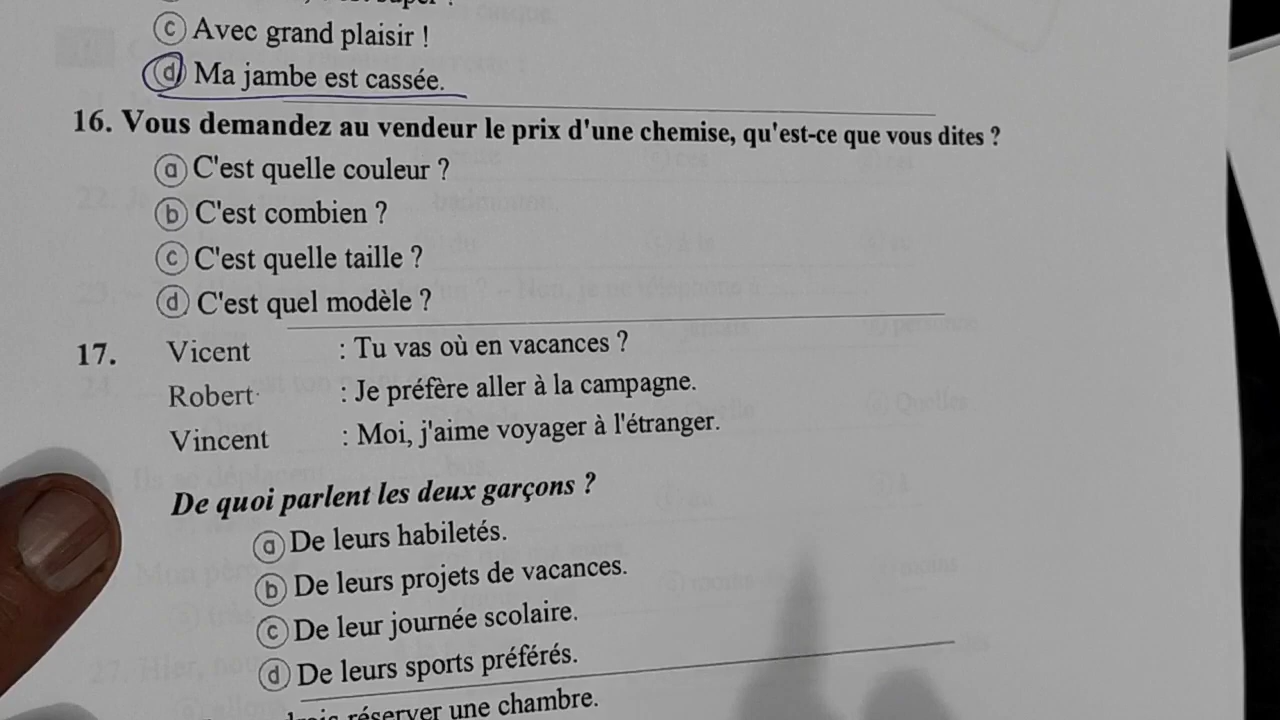 ⓒ Avec grand plaisir !
ⓓ Ma jambe est cassée.
16. Vous demandez au vendeur le prix d'une chemise, qu'est-ce que vous dites ?
ⓐ C'est quelle couleur ?
ⓑ C'est combien ?
ⓒ C'est quelle taille ?
ⓓ C'est quel modèle ?
17. Vicent : Tu vas où en vacances ?
Robert : Je préfère aller à la campagne.
Vincent : Moi, j'aime voyager à l'étranger.
De quoi parlent les deux garçons ?
ⓐ De leurs habiletés.
ⓑ De leurs projets de vacances.
ⓒ De leur journée scolaire.
ⓓ De leurs sports préférés.
réserver une chambre.